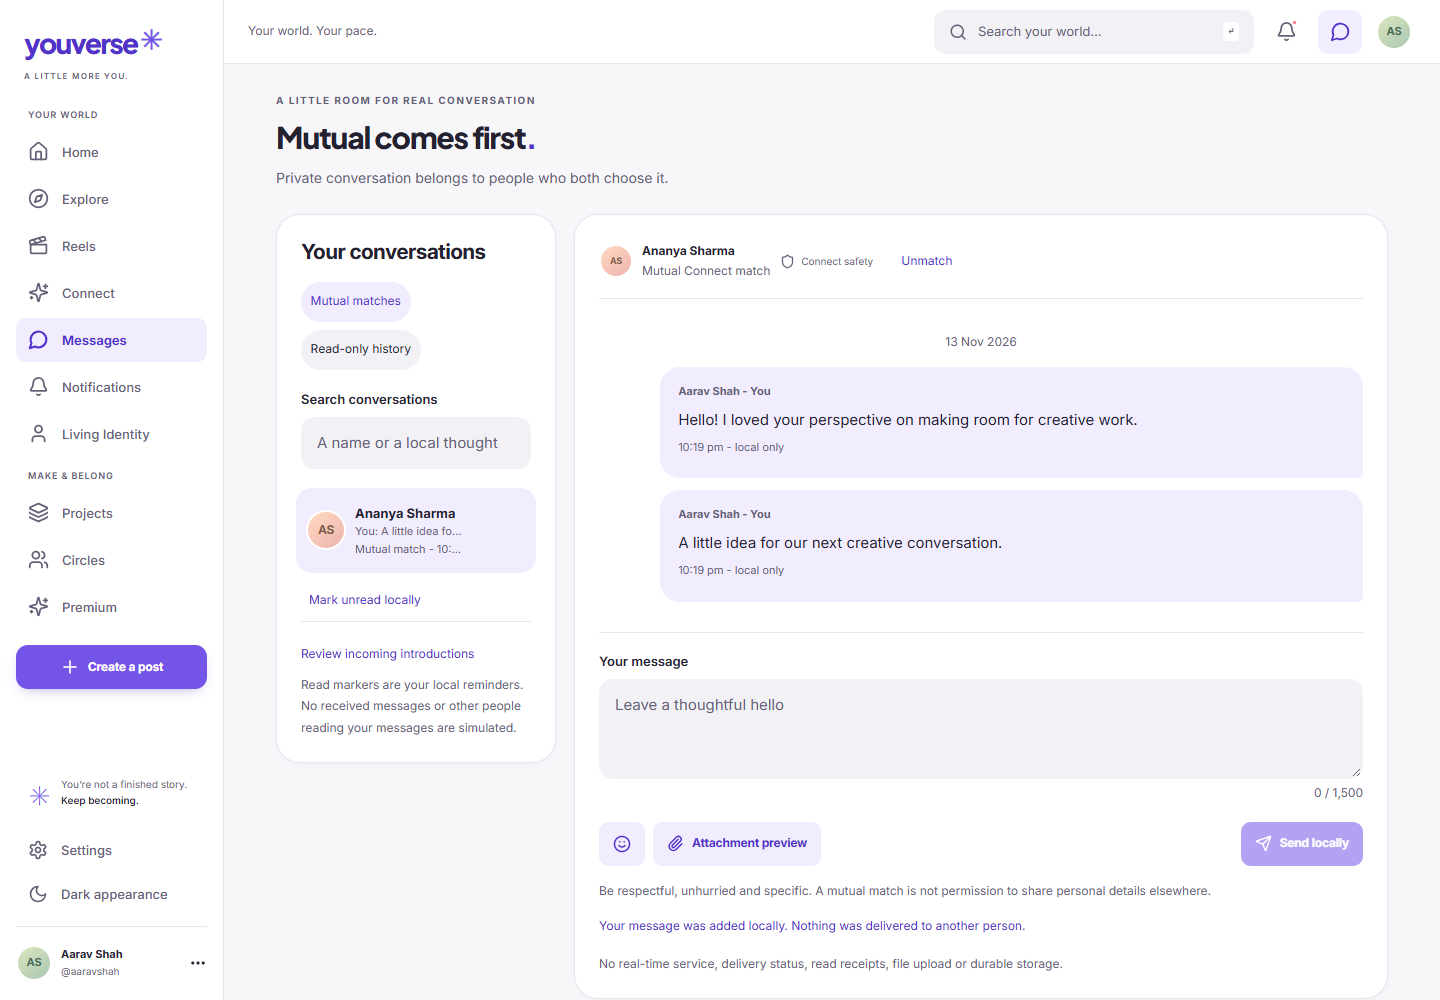 youverse
A LITTLE MORE YOU.
YOUR WORLD
Home
Explore
Reels
Connect
Messages
Notifications
Living Identity
MAKE & BELONG
Projects
Circles
Premium
Create a post
You're not a finished story.
Keep becoming.
Settings
Dark appearance
AS
Aarav Shah
@aaravshah
Your world. Your pace.
Search your world...
AS
A LITTLE ROOM FOR REAL CONVERSATION
Mutual comes first.
Private conversation belongs to people who both choose it.
Your conversations
Mutual matches
Read-only history
Search conversations
A name or a local thought
AS
Ananya Sharma
You: A little idea fo...
Mutual match - 10:...
Mark unread locally
Review incoming introductions
Read markers are your local reminders.
No received messages or other people
reading your messages are simulated.
AS
Ananya Sharma
Mutual Connect match
Connect safety
Unmatch
13 Nov 2026
Aarav Shah - You
Hello! I loved your perspective on making room for creative work.
10:19 pm - local only
Aarav Shah - You
A little idea for our next creative conversation.
10:19 pm - local only
Your message
Leave a thoughtful hello
0 / 1,500
Attachment preview
Send locally
Be respectful, unhurried and specific. A mutual match is not permission to share personal details elsewhere.
Your message was added locally. Nothing was delivered to another person.
No real-time service, delivery status, read receipts, file upload or durable storage.